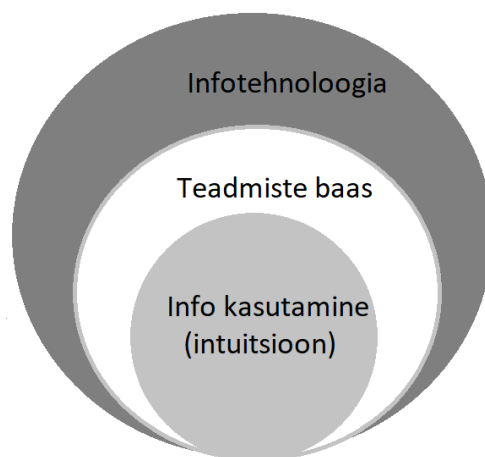 Infotehnoloogia
Teadmiste baas
Info kasutamine
(intuitsioon)